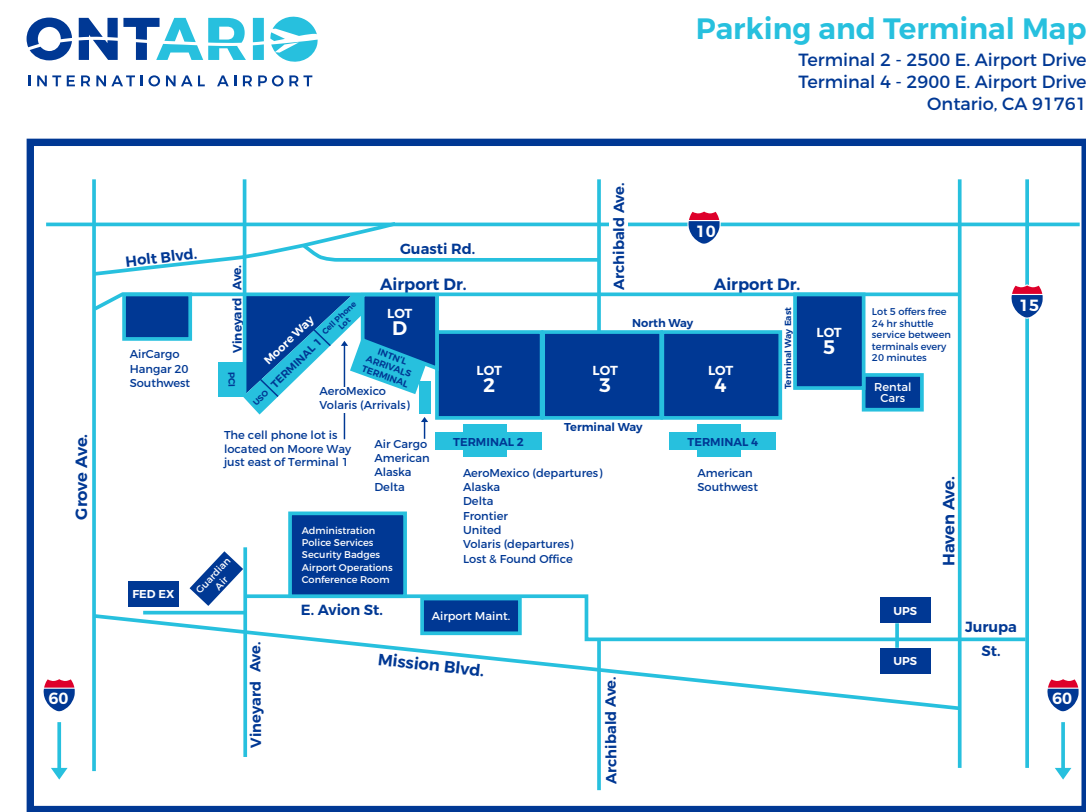 ONTARIO
INTERNATIONAL AIRPORT
Parking and Terminal Map
Terminal 2 - 2500 E. Airport Drive
Terminal 4 - 2900 E. Airport Drive
Ontario, CA 91761
Archibald Ave.
10
Holt Blvd.
Guasti Rd.
Vineyard Ave.
Airport Dr.
Airport Dr.
15
AirCargo
Hangar 20
Southwest
Moore Way
Cell Phone
Lot
TERMINAL 1
USO
PCI
LOT
D
INTN'L
ARRIVALS
TERMINAL
North Way
Terminal Way East
LOT
5
Lot 5 offers free
24 hr shuttle
service between
terminals every
20 minutes
Rental
Cars
LOT
2
LOT
3
LOT
4
AeroMexico
Volaris (Arrivals)
Terminal Way
The cell phone lot is
located on Moore Way
just east of Terminal 1
Air Cargo
American
Alaska
Delta
TERMINAL 2
TERMINAL 4
AeroMexico (departures)
Alaska
Delta
Frontier
United
Volaris (departures)
Lost & Found Office
American
Southwest
Grove Ave.
Haven Ave.
Administration
Police Services
Security Badges
Airport Operations
Conference Room
Guardian
Air
FED EX
E. Avion St.
Airport Maint.
UPS
UPS
Jurupa
St.
Mission Blvd.
Vineyard Ave.
Archibald Ave.
60
60